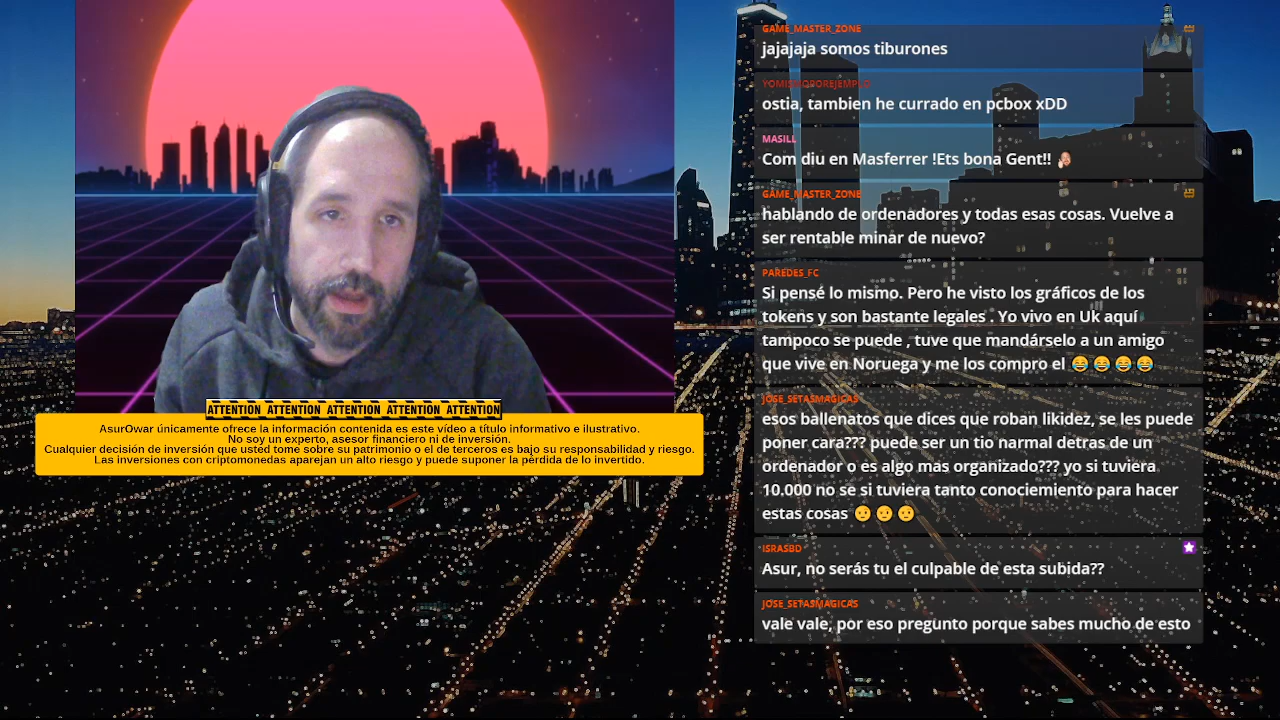 ATTENTION ATTENTION ATTENTION ATTENTION ATTENTION
AsurOwar únicamente ofrece la información contenida es este vídeo a título informativo e ilustrativo.
No soy un experto, asesor financiero ni de inversión.
Cualquier decisión de inversión que usted tome sobre su patrimonio o el de terceros es bajo su responsabilidad y riesgo.
Las inversiones con criptomonedas aparejan un alto riesgo y puede suponer la pérdida de lo invertido.
GAME_MASTER_ZONE
jajajaja somos tiburones
YOMISMOPOREJEMPLO
ostia, tambien he currado en pcbox xDD
MASILL
Com diu en Masferrer !Ets bona Gent!!
GAME_MASTER_ZONE
hablando de ordenadores y todas esas cosas. Vuelve a
ser rentable minar de nuevo?
PAREDES_FC
Si pensé lo mismo. Pero he visto los gráficos de los
tokens y son bastante legales . Yo vivo en Uk aquí
tampoco se puede , tuve que mandárselo a un amigo
que vive en Noruega y me los compro el 😂 😂 😂 😂
JOSE_SETASMAGICAS
esos ballenatos que dices que roban likidez, se les puede
poner cara??? puede ser un tio narmal detras de un
ordenador o es algo mas organizado??? yo si tuviera
10.000 no se si tuviera tanto conociemiento para hacer
estas cosas
ISRASBD
Asur, no serás tu el culpable de esta subida??
JOSE_SETASMAGICAS
vale vale, por eso pregunto porque sabes mucho de esto